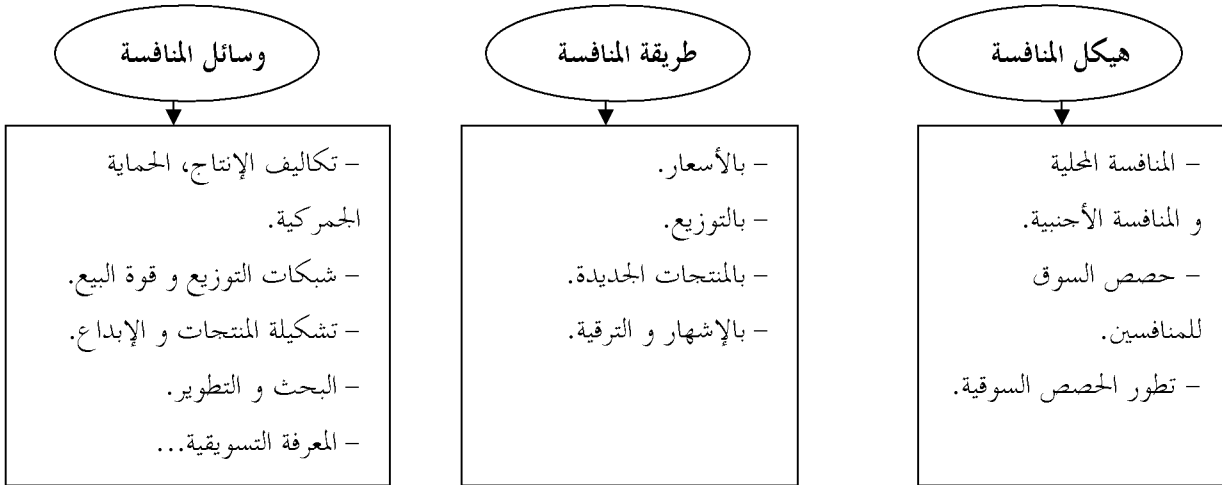 هيكل المنافسة
– المنافسة المحلية
و المنافسة الأجنبية.
– حصص السوق
للمنافسين.
– تطور الحصص السوقية.
طريقة المنافسة
– بالأسعار.
– بالتوزيع.
– بالمنتجات الجديدة.
– بالإشهار و الترقية.
وسائل المنافسة
– تكاليف الإنتاج، الحماية
الجمركية.
– شبكات التوزيع و قوة البيع.
– تشكيلة المنتجات و الإبداع.
– البحث و التطوير.
– المعرفة التسويقية...